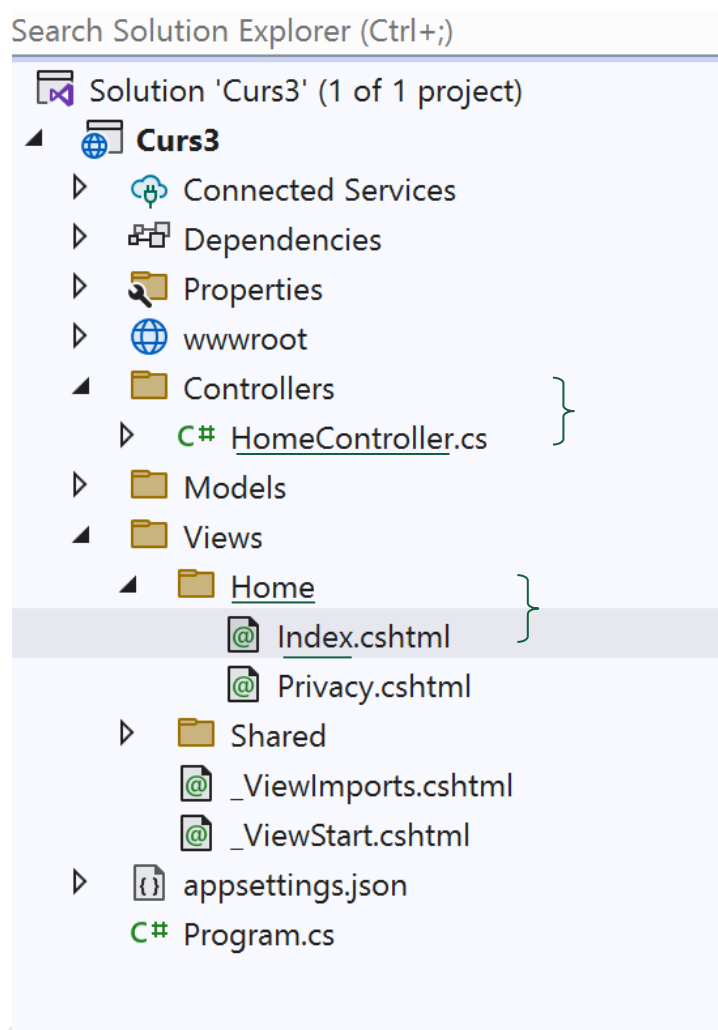 Search Solution Explorer (Ctrl+;)
Solution 'Curs3' (1 of 1 project)
Curs3
Connected Services
Dependencies
Properties
wwwroot
Controllers
C# HomeController.cs
Models
Views
Home
@ Index.cshtml
@ Privacy.cshtml
Shared
@ _ViewImports.cshtml
@ _ViewStart.cshtml
{} appsettings.json
C# Program.cs